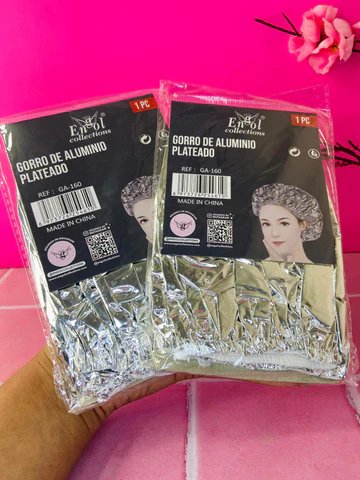 1 PC
Engol
collections
GORRO DE ALUMINIO
PLATEADO
REF : GA-160
MADE IN CHINA
1 PC
Engol
collections
GORRO DE ALUMINIO
PLATEADO
REF : GA-160
MADE IN CHINA